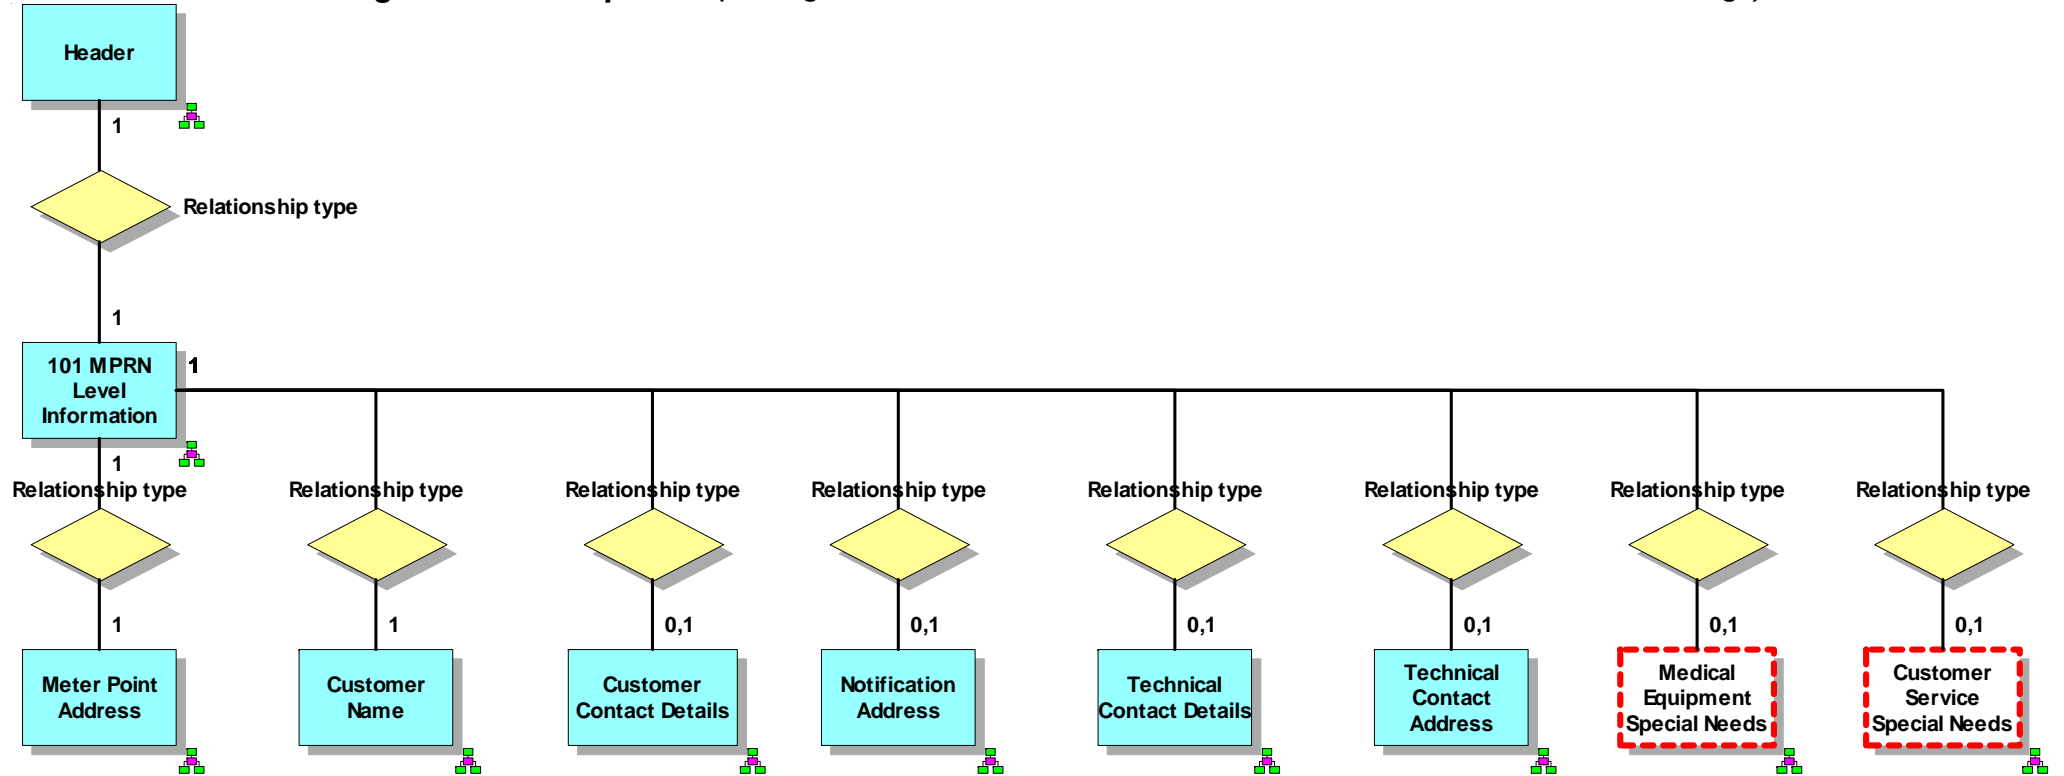 Header
1
Relationship type
1
101 MPRN
Level
Information
1
1
Relationship type
Relationship type
Relationship type
Relationship type
Relationship type
Relationship type
Relationship type
Relationship type
1
1
0,1
0,1
0,1
0,1
0,1
0,1
Meter Point
Address
Customer
Name
Customer
Contact Details
Notification
Address
Technical
Contact Details
Technical
Contact
Address
Medical
Equipment
Special Needs
Customer
Service
Special Needs